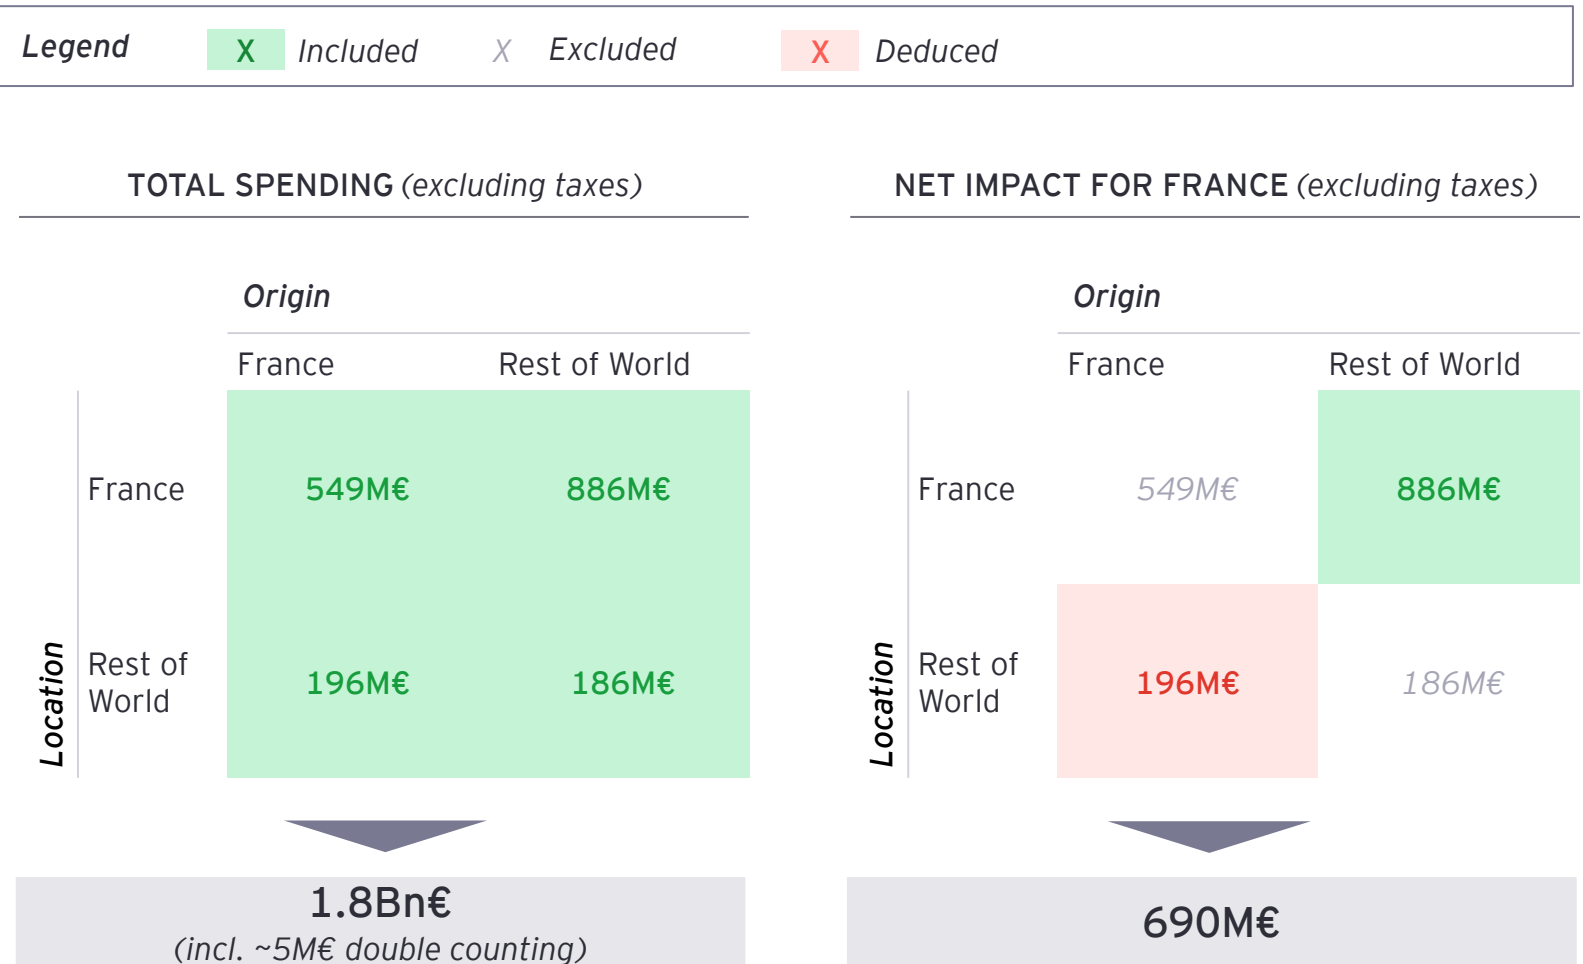 Legend X Included X Excluded X Deduced
TOTAL SPENDING (excluding taxes)
Origin
France Rest of World
Location
France 549M€ 886M€
Rest of
World 196M€ 186M€
1.8Bn€
(incl. ~5M€ double counting)
NET IMPACT FOR FRANCE (excluding taxes)
Origin
France Rest of World
Location
France 549M€ 886M€
Rest of
World 196M€ 186M€
690M€